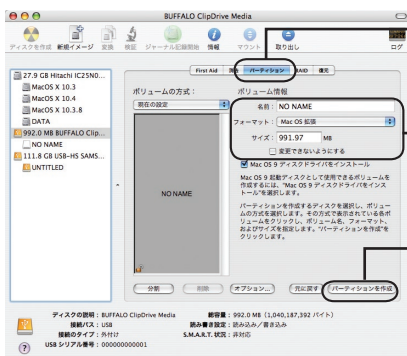 BUFFALO ClipDrive Media
ディスクを作成 新規イメージ 変換 検証 ジャーナル記録開始 情報 マウント 取り出し ログ
27.9 GB Hitachi IC25N0...
MacOS X 10.3
MacOS X 10.4
MacOS X 10.3.8
DATA
992.0 MB BUFFALO Clip...
NO NAME
111.8 GB USB-HS SAMS...
UNTITLED
First Aid 消去 パーティション RAID 復元
ボリュームの方式：
現在の設定
NO NAME
ボリューム情報
名前： NO NAME
フォーマット： Mac OS 拡張
サイズ： 991.97 MB
変更できないようにする
Mac OS 9 ディスクドライバをインストール
Mac OS 9 起動ディスクとして使用できるボリュームを
作成するには、"Mac OS 9 ディスクドライバをインス
トール"を選択します。
パーティションを作成するディスクを選択し、ボリュー
ムの方式を選択します。その方式で表示されている各ボ
リュームをクリックし、ボリューム名、フォーマット、
およびサイズを指定します。"パーティションを作成"を
クリックします。
分割 削除 オプション... 元に戻す パーティションを作成
ディスクの説明： BUFFALO ClipDrive Media
接続バス： USB
接続のタイプ： 外付け
USB シリアル番号： 000000000001
総容量： 992.0 MB (1,040,187,392 バイト)
読み書き設定： 読み込み／書き込み
S.M.A.R.T. 状況： 非対応
?